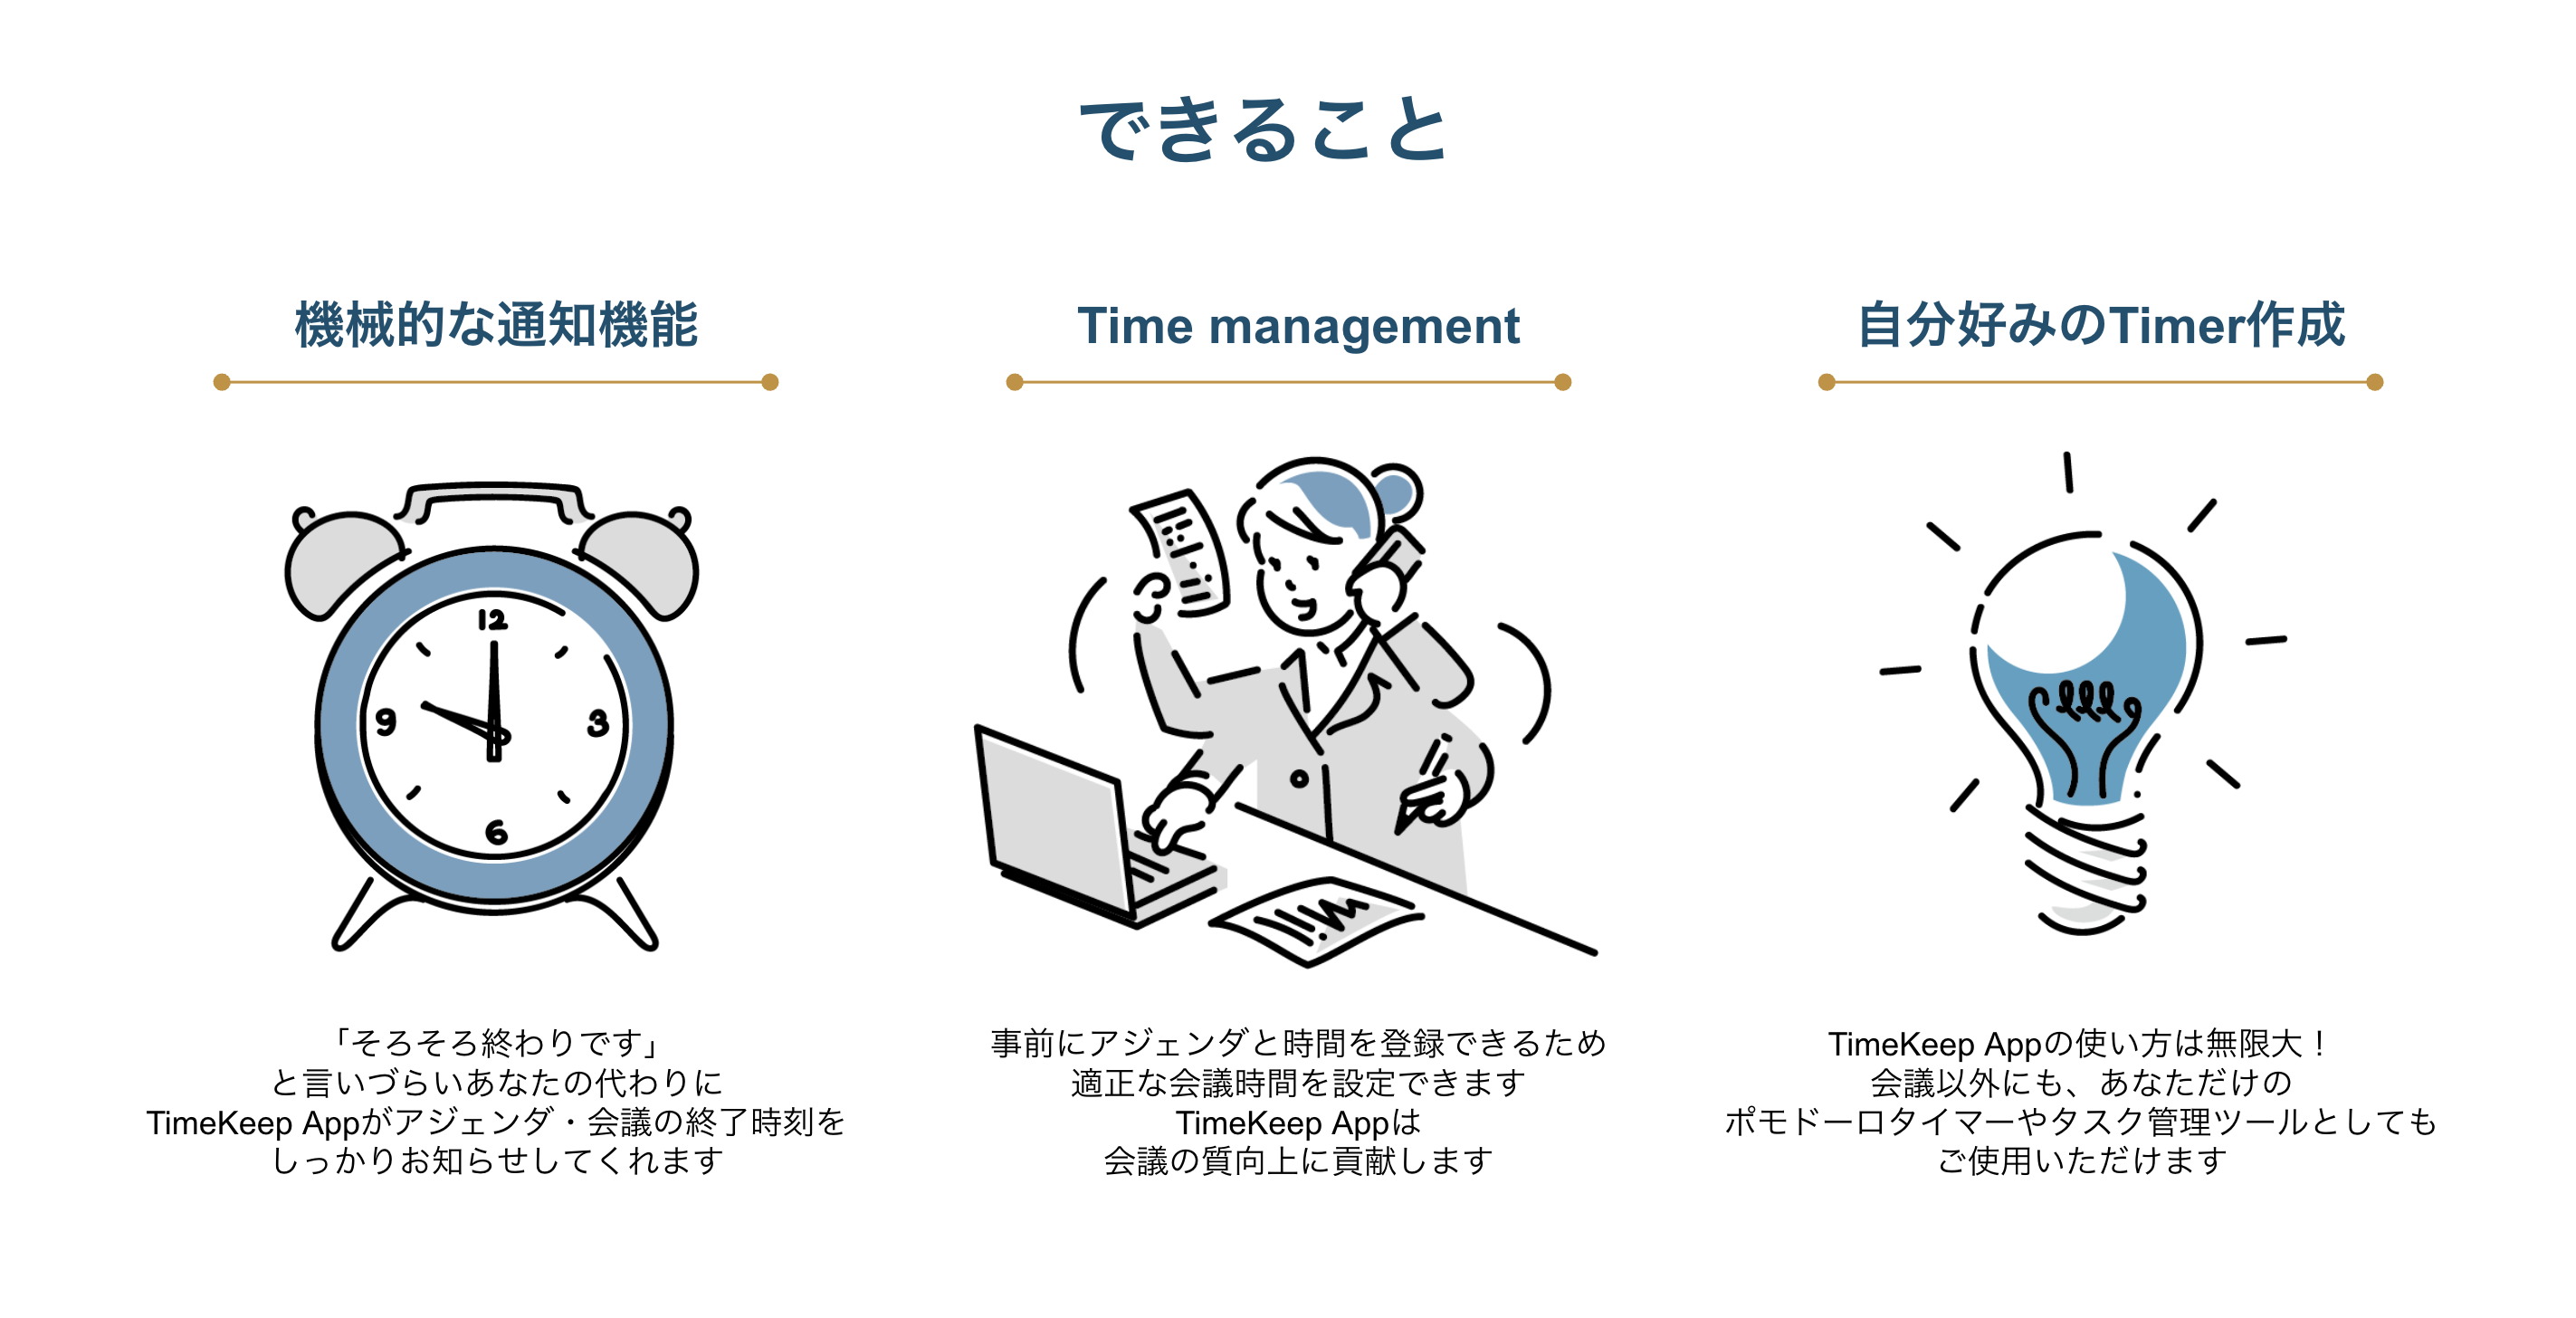 できること
機械的な通知機能
Time management
自分好みのTimer作成
12
9
3
6
「そろそろ終わりです」
と言いづらいあなたの代わりに
TimeKeep Appがアジェンダ・会議の終了時刻を
しっかりお知らせしてくれます
事前にアジェンダと時間を登録できるため
適正な会議時間を設定できます
TimeKeep Appは
会議の質向上に貢献します
TimeKeep Appの使い方は無限大！
会議以外にも、あなただけの
ポモドーロタイマーやタスク管理ツールとしても
ご使用いただけます